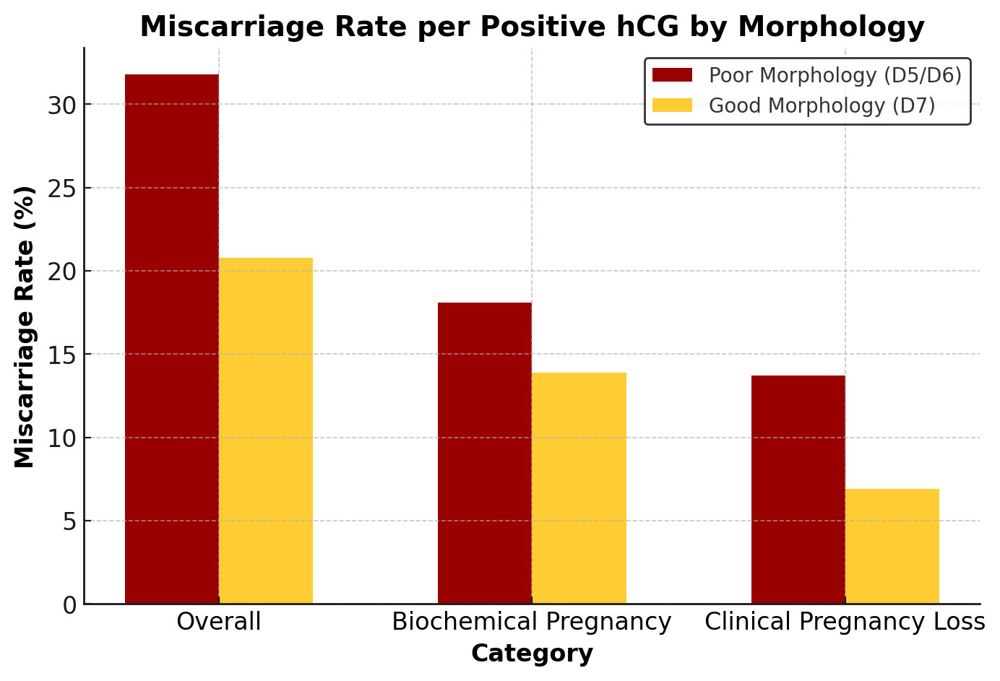 Miscarriage Rate per Positive hCG by Morphology
Poor Morphology (D5/D6)
Good Morphology (D7)
Miscarriage Rate (%)
30
25
20
15
10
5
0
Overall
Biochemical Pregnancy
Clinical Pregnancy Loss
Category